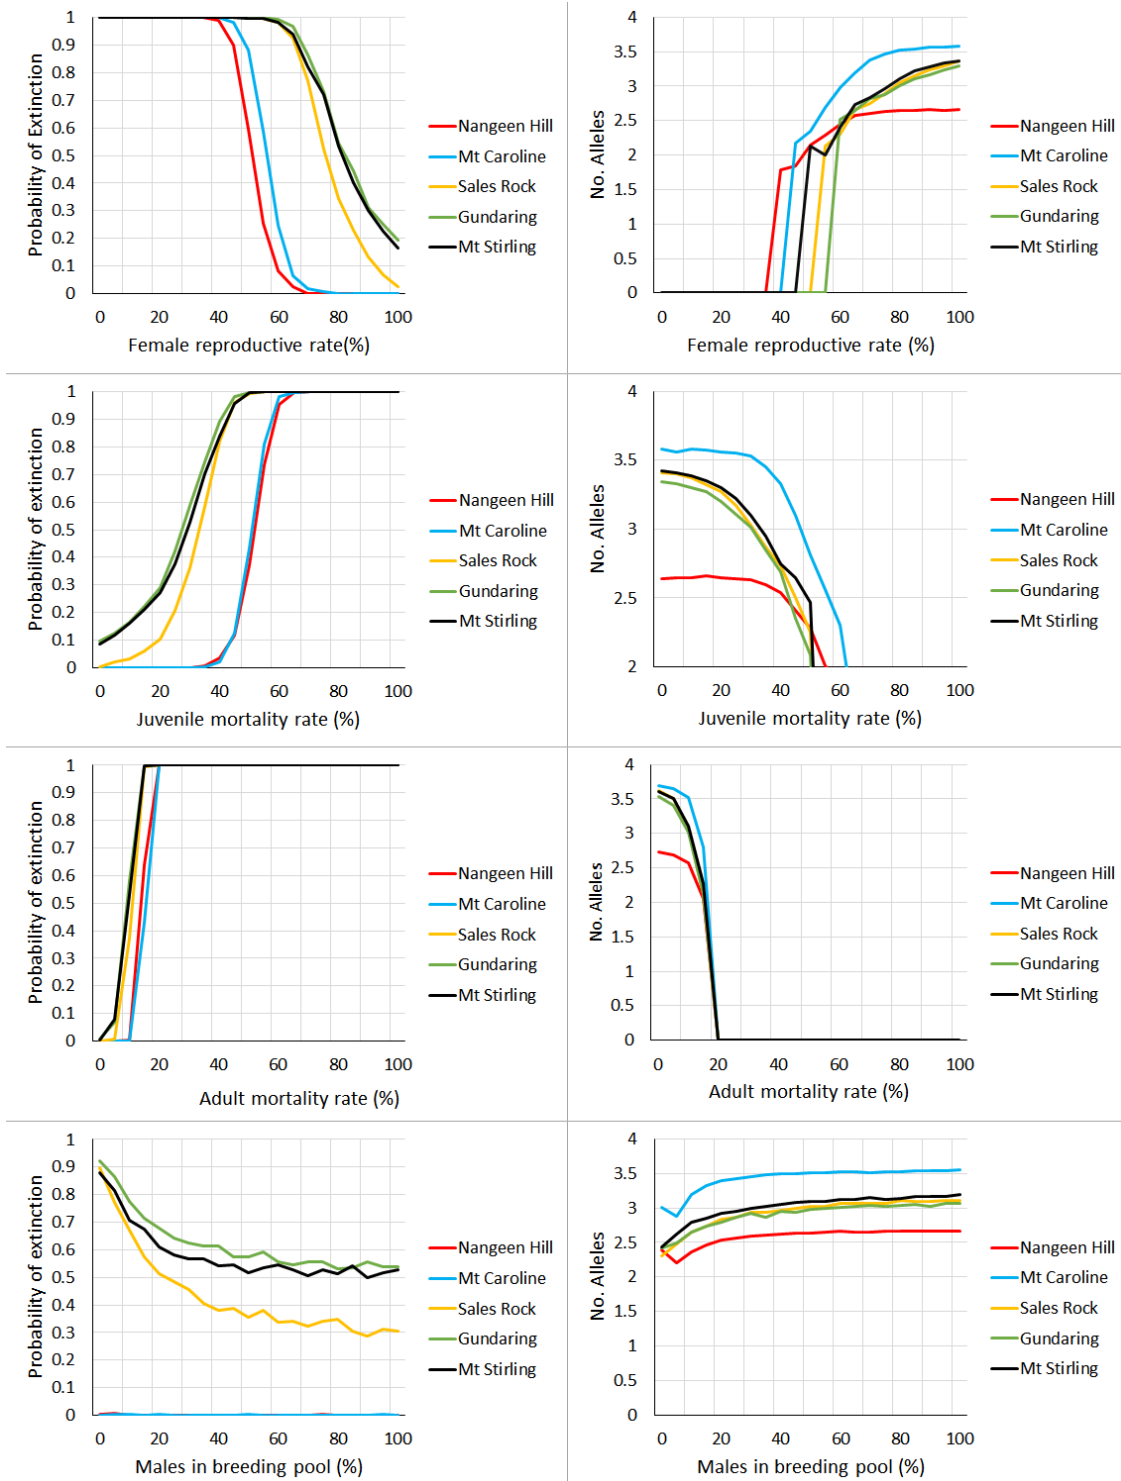 Probability of Extinction
1
0.9
0.8
0.7
0.6
0.5
0.4
0.3
0.2
0.1
0
0 20 40 60 80 100
Female reproductive rate(%)
Nangeen Hill
Mt Caroline
Sales Rock
Gundaring
Mt Stirling
No. Alleles
4
3.5
3
2.5
2
1.5
1
0.5
0
0 20 40 60 80 100
Female reproductive rate (%)
Nangeen Hill
Mt Caroline
Sales Rock
Gundaring
Mt Stirling
Probability of extinction
1
0.9
0.8
0.7
0.6
0.5
0.4
0.3
0.2
0.1
0
0 20 40 60 80 100
Juvenile mortality rate (%)
Nangeen Hill
Mt Caroline
Sales Rock
Gundaring
Mt Stirling
No. Alleles
4
3.5
3
2.5
2
0 20 40 60 80 100
Juvenile mortality rate (%)
Nangeen Hill
Mt Caroline
Sales Rock
Gundaring
Mt Stirling
Probability of extinction
1
0.9
0.8
0.7
0.6
0.5
0.4
0.3
0.2
0.1
0
0 20 40 60 80 100
Adult mortality rate (%)
Nangeen Hill
Mt Caroline
Sales Rock
Gundaring
Mt Stirling
No. Alleles
4
3.5
3
2.5
2
1.5
1
0.5
0
0 20 40 60 80 100
Adult mortality rate (%)
Nangeen Hill
Mt Caroline
Sales Rock
Gundaring
Mt Stirling
Probability of extinction
1
0.9
0.8
0.7
0.6
0.5
0.4
0.3
0.2
0.1
0
0 20 40 60 80 100
Males in breeding pool (%)
Nangeen Hill
Mt Caroline
Sales Rock
Gundaring
Mt Stirling
No. Alleles
4
3.5
3
2.5
2
1.5
1
0.5
0
0 20 40 60 80 100
Males in breeding pool (%)
Nangeen Hill
Mt Caroline
Sales Rock
Gundaring
Mt Stirling